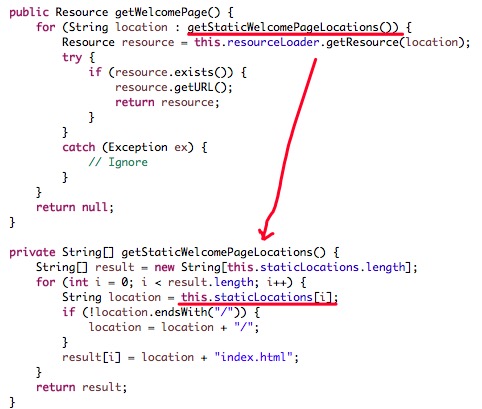 public Resource getWelcomePage() {
    for (String location : getStaticWelcomePageLocations()) {
        Resource resource = this.resourceLoader.getResource(location);
        try {
            if (resource.exists()) {
                resource.getURL();
                return resource;
            }
        }
        catch (Exception ex) {
            // Ignore
        }
    }
    return null;
}
private String[] getStaticWelcomePageLocations() {
    String[] result = new String[this.staticLocations.length];
    for (int i = 0; i < result.length; i++) {
        String location = this.staticLocations[i];
        if (!location.endsWith("/")) {
            location = location + "/";
        }
        result[i] = location + "index.html";
    }
    return result;
}